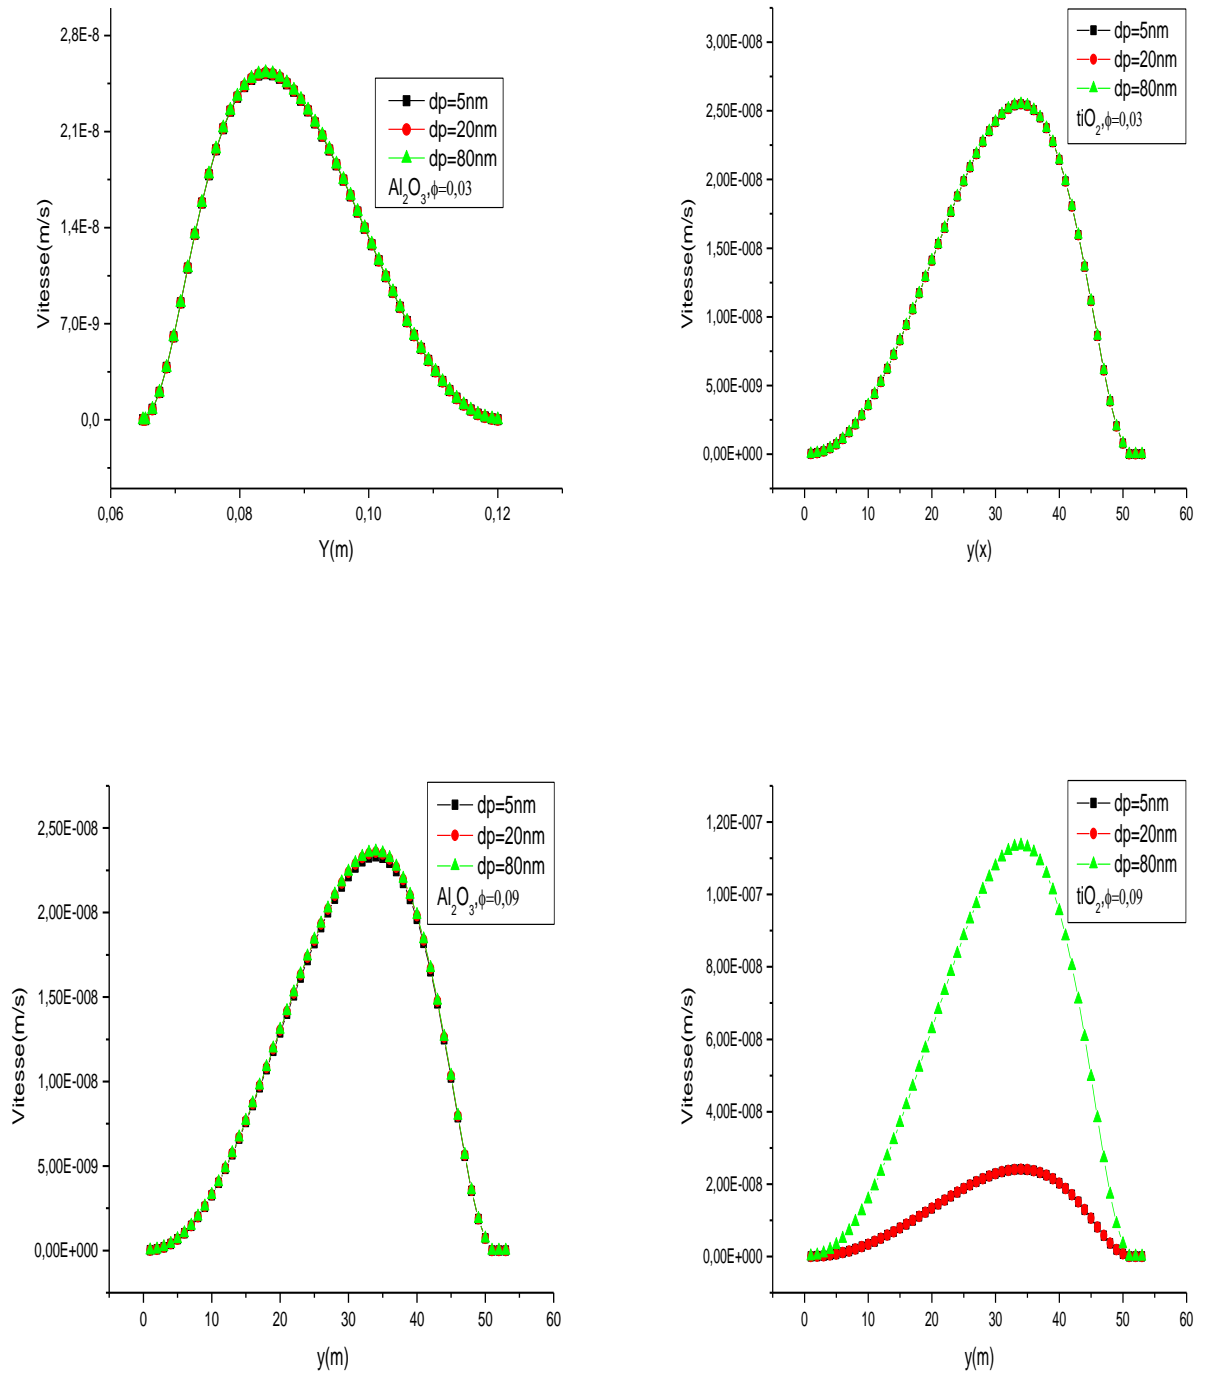 2,8E-8
2,1E-8
1,4E-8
7,0E-9
0,0
Vitesse(m/s)
0,06 0,08 0,10 0,12
Y(m)
dp=5nm
dp=20nm
dp=80nm
Al2O3,ϕ=0,03
3,00E-008
2,50E-008
2,00E-008
1,50E-008
1,00E-008
5,00E-009
0,00E+000
Vitesse(m/s)
0 10 20 30 40 50 60
y(x)
dp=5nm
dp=20nm
dp=80nm
tiO2,ϕ=0,03
2,50E-008
2,00E-008
1,50E-008
1,00E-008
5,00E-009
0,00E+000
Vitesse(m/s)
0 10 20 30 40 50 60
y(m)
dp=5nm
dp=20nm
dp=80nm
Al2O3,ϕ=0,09
1,20E-007
1,00E-007
8,00E-008
6,00E-008
4,00E-008
2,00E-008
0,00E+000
Vitesse(m/s)
0 10 20 30 40 50 60
y(m)
dp=5nm
dp=20nm
dp=80nm
tiO2,ϕ=0,09